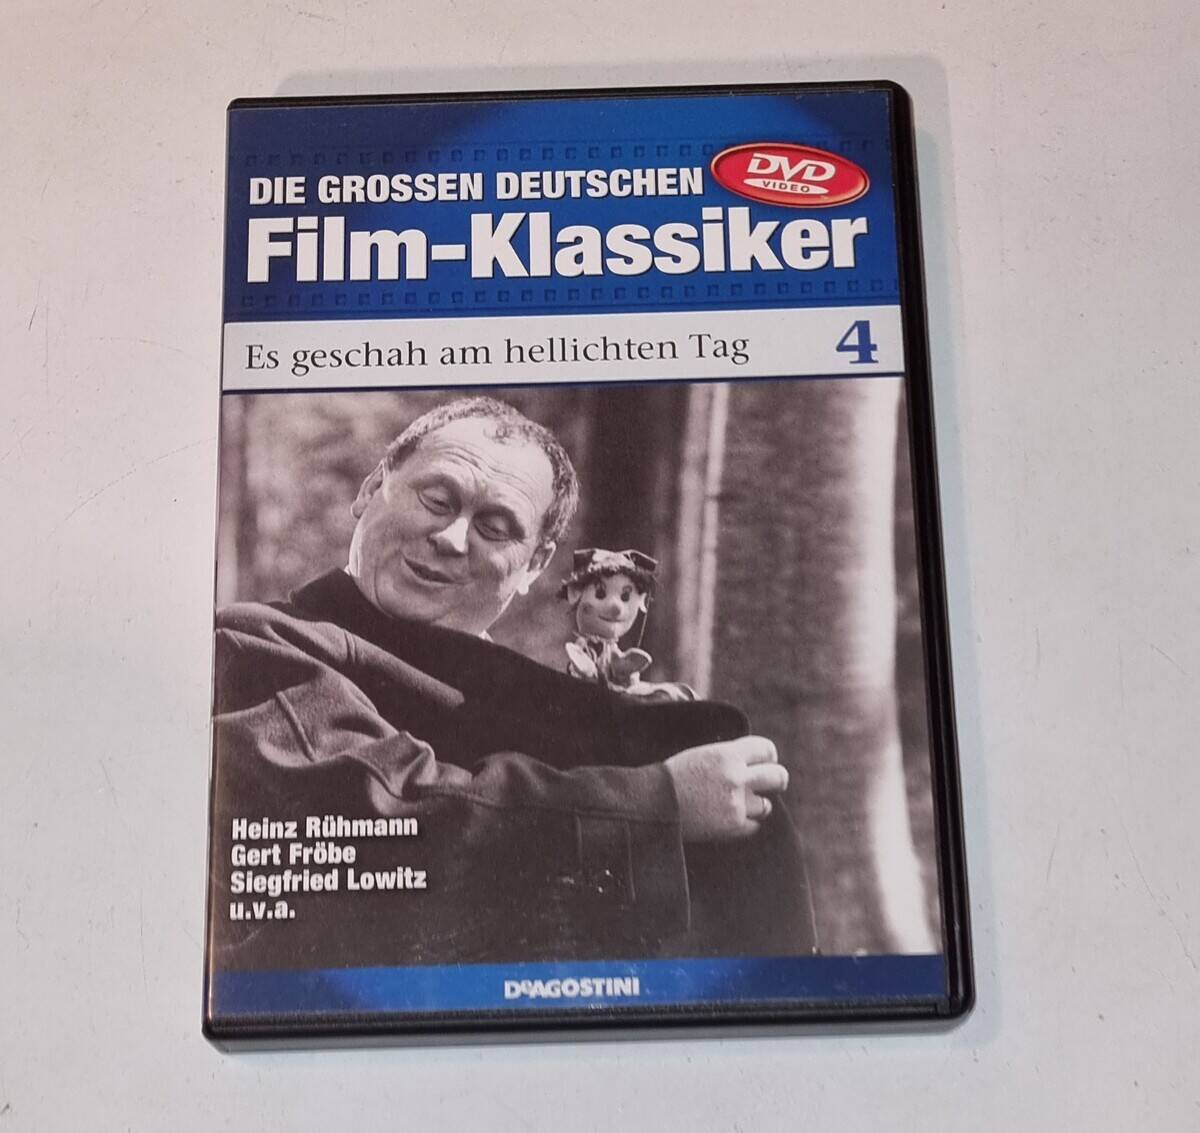 DVD
VIDEO
DIE GROSSEN DEUTSCHEN
Film-Klassiker
Es geschah am hellichten Tag 4
Heinz Rühmann
Gert Fröbe
Siegfried Lowitz
u.v.a.
DeAGOSTINI